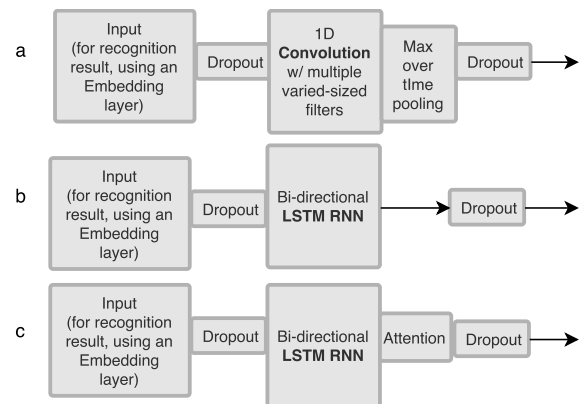 a
Input
(for recognition
result, using an
Embedding
layer)
Dropout
1D
Convolution
w/ multiple
varied-sized
filters
Max
over
tIme
pooling
Dropout
b
Input
(for recognition
result, using an
Embedding
layer)
Dropout
Bi-directional
LSTM RNN
Dropout
c
Input
(for recognition
result, using an
Embedding
layer)
Dropout
Bi-directional
LSTM RNN
Attention
Dropout